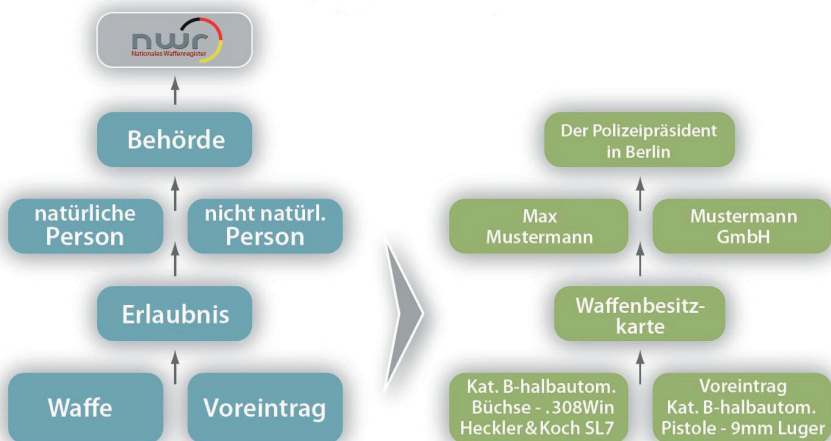 nwr
Nationales Waffenregister
Behörde
natürliche
Person
nicht natürl.
Person
Erlaubnis
Waffe
Voreintrag
Der Polizeipräsident
in Berlin
Max
Mustermann
Mustermann
GmbH
Waffenbesitz-
karte
Kat. B-halbautom.
Büchse - .308Win
Heckler&Koch SL7
Voreintrag
Kat. B-halbautom.
Pistole - 9mm Luger